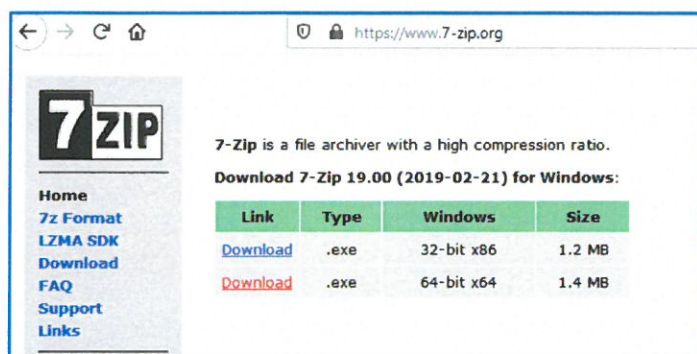 https://www.7-zip.org
7ZIP
Home
7z Format
LZMA SDK
Download
FAQ
Support
Links
7-Zip is a file archiver with a high compression ratio.
Download 7-Zip 19.00 (2019-02-21) for Windows:
Link Type Windows Size
Download .exe 32-bit x86 1.2 MB
Download .exe 64-bit x64 1.4 MB